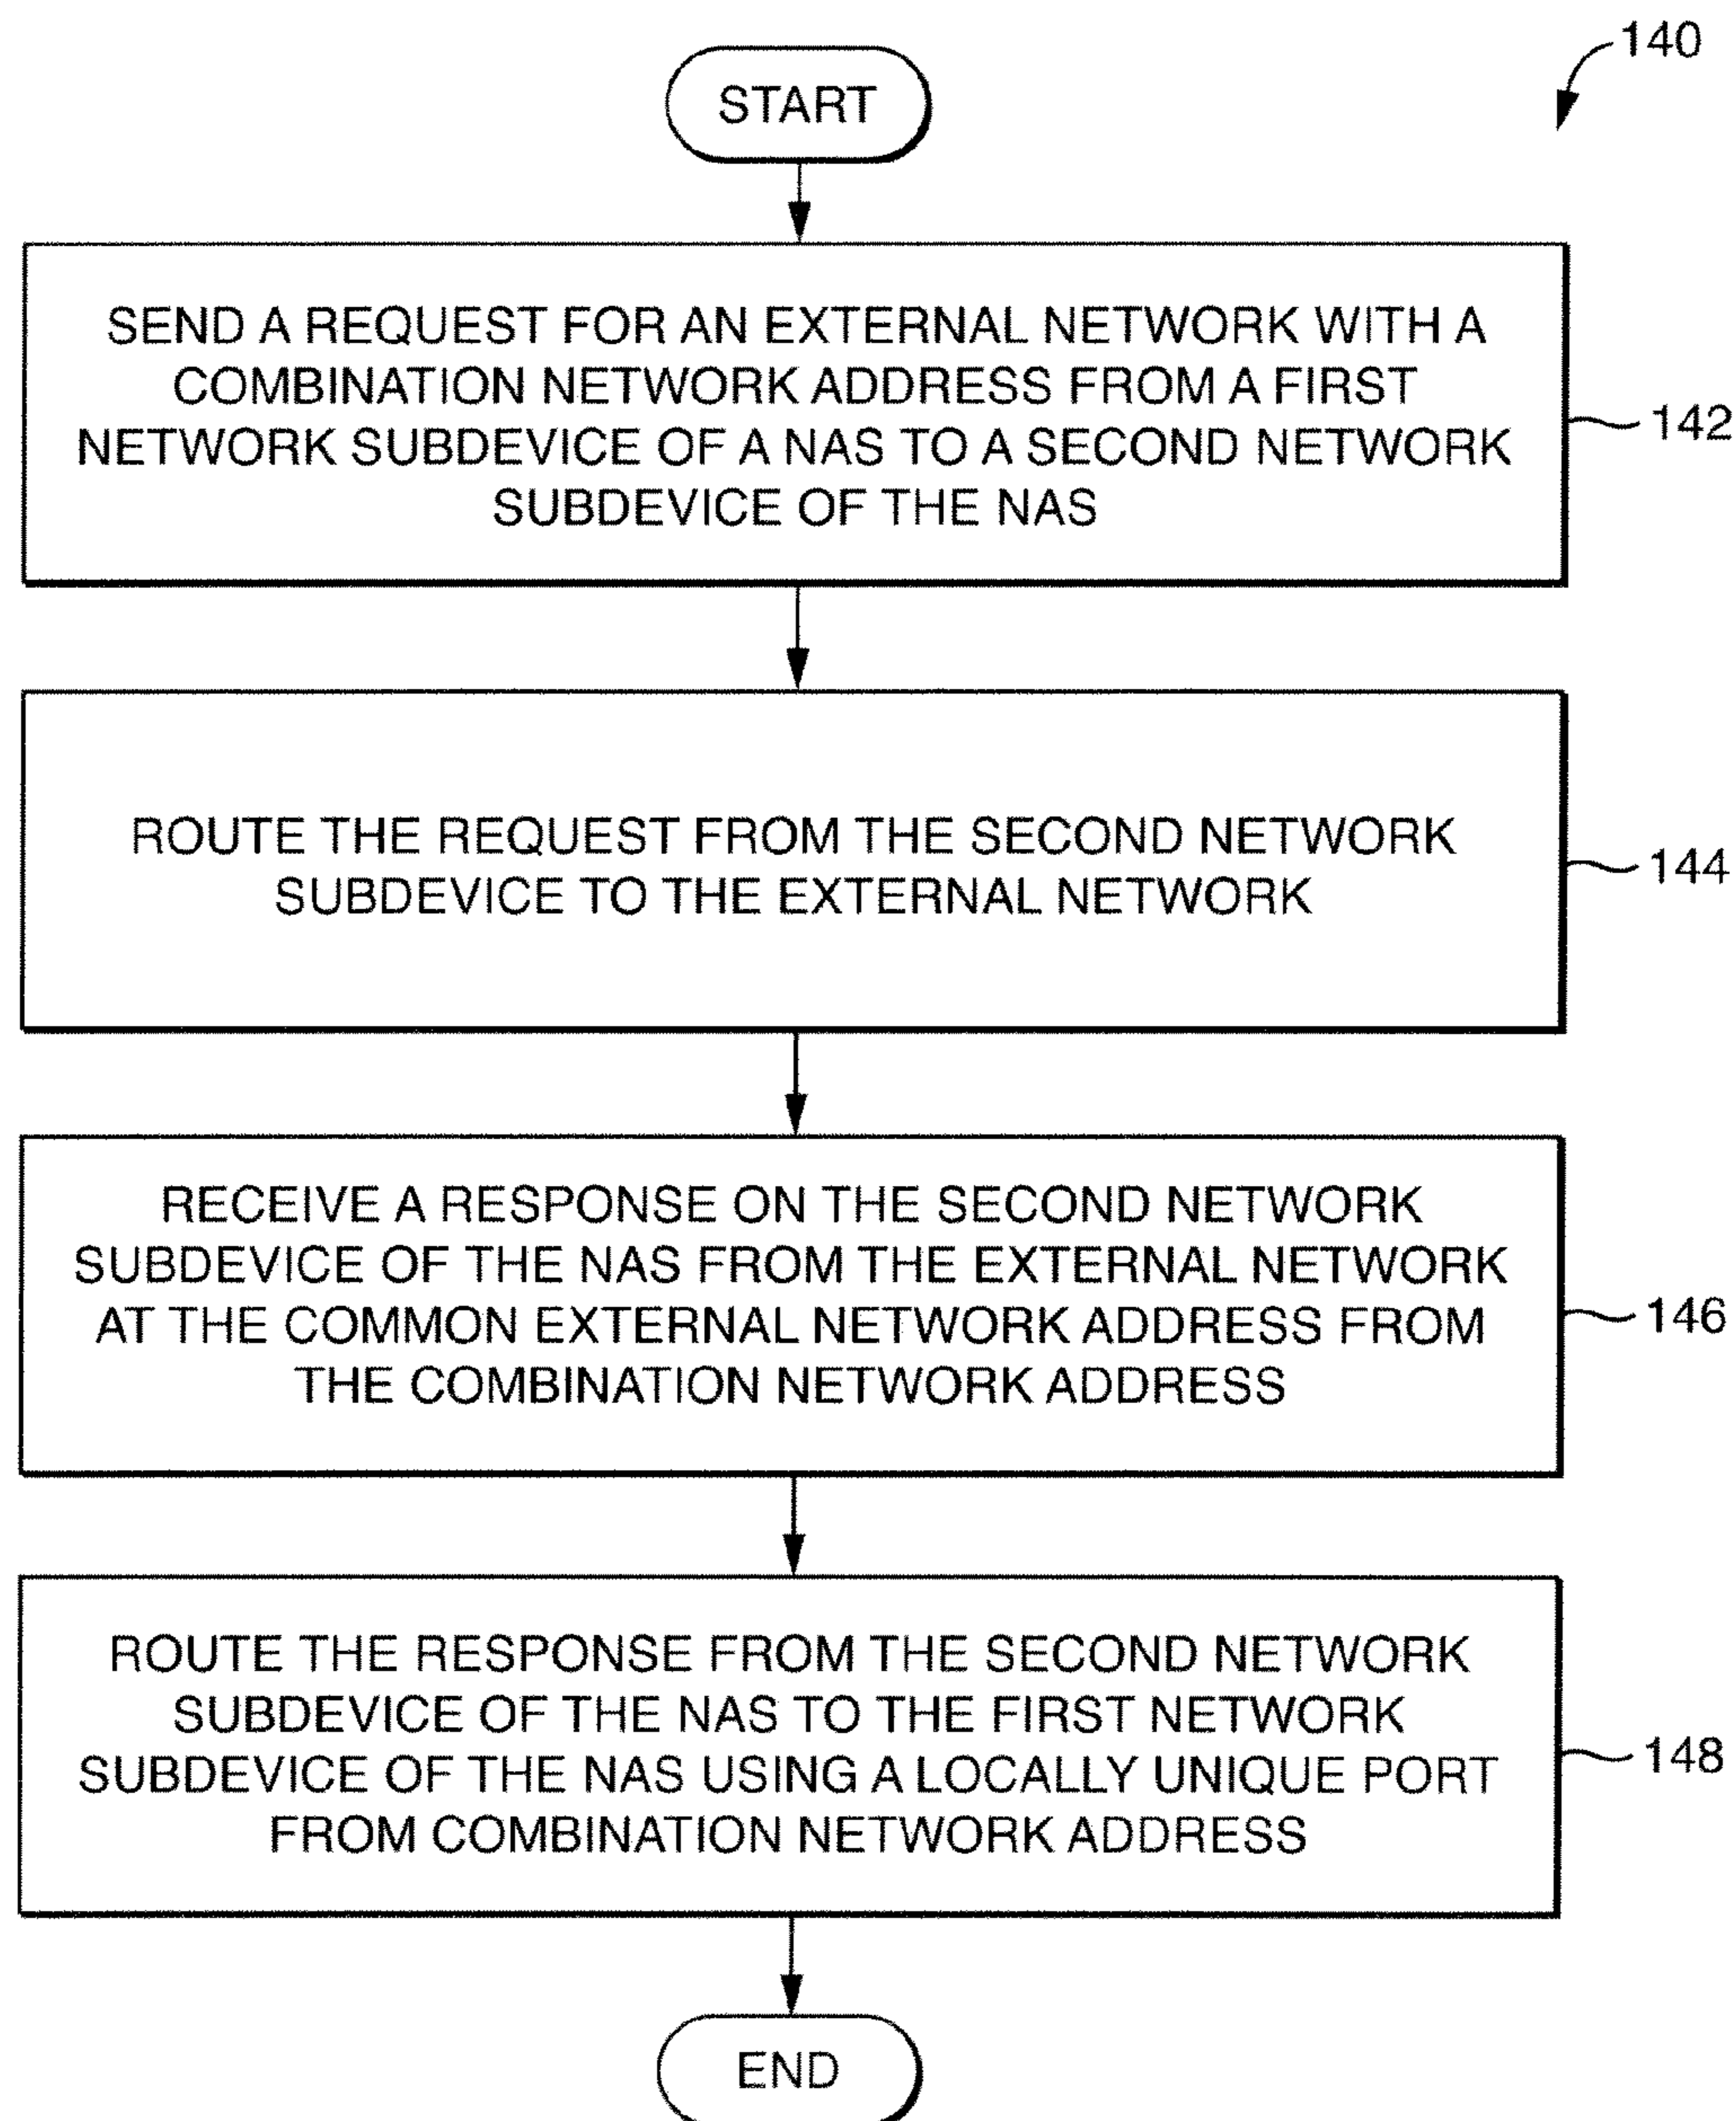 140
START
SEND A REQUEST FOR AN EXTERNAL NETWORK WITH A
COMBINATION NETWORK ADDRESS FROM A FIRST
NETWORK SUBDEVICE OF A NAS TO A SECOND NETWORK
SUBDEVICE OF THE NAS
142
ROUTE THE REQUEST FROM THE SECOND NETWORK
SUBDEVICE TO THE EXTERNAL NETWORK
144
RECEIVE A RESPONSE ON THE SECOND NETWORK
SUBDEVICE OF THE NAS FROM THE EXTERNAL NETWORK
AT THE COMMON EXTERNAL NETWORK ADDRESS FROM
THE COMBINATION NETWORK ADDRESS
146
ROUTE THE RESPONSE FROM THE SECOND NETWORK
SUBDEVICE OF THE NAS TO THE FIRST NETWORK
SUBDEVICE OF THE NAS USING A LOCALLY UNIQUE PORT
FROM COMBINATION NETWORK ADDRESS
148
END